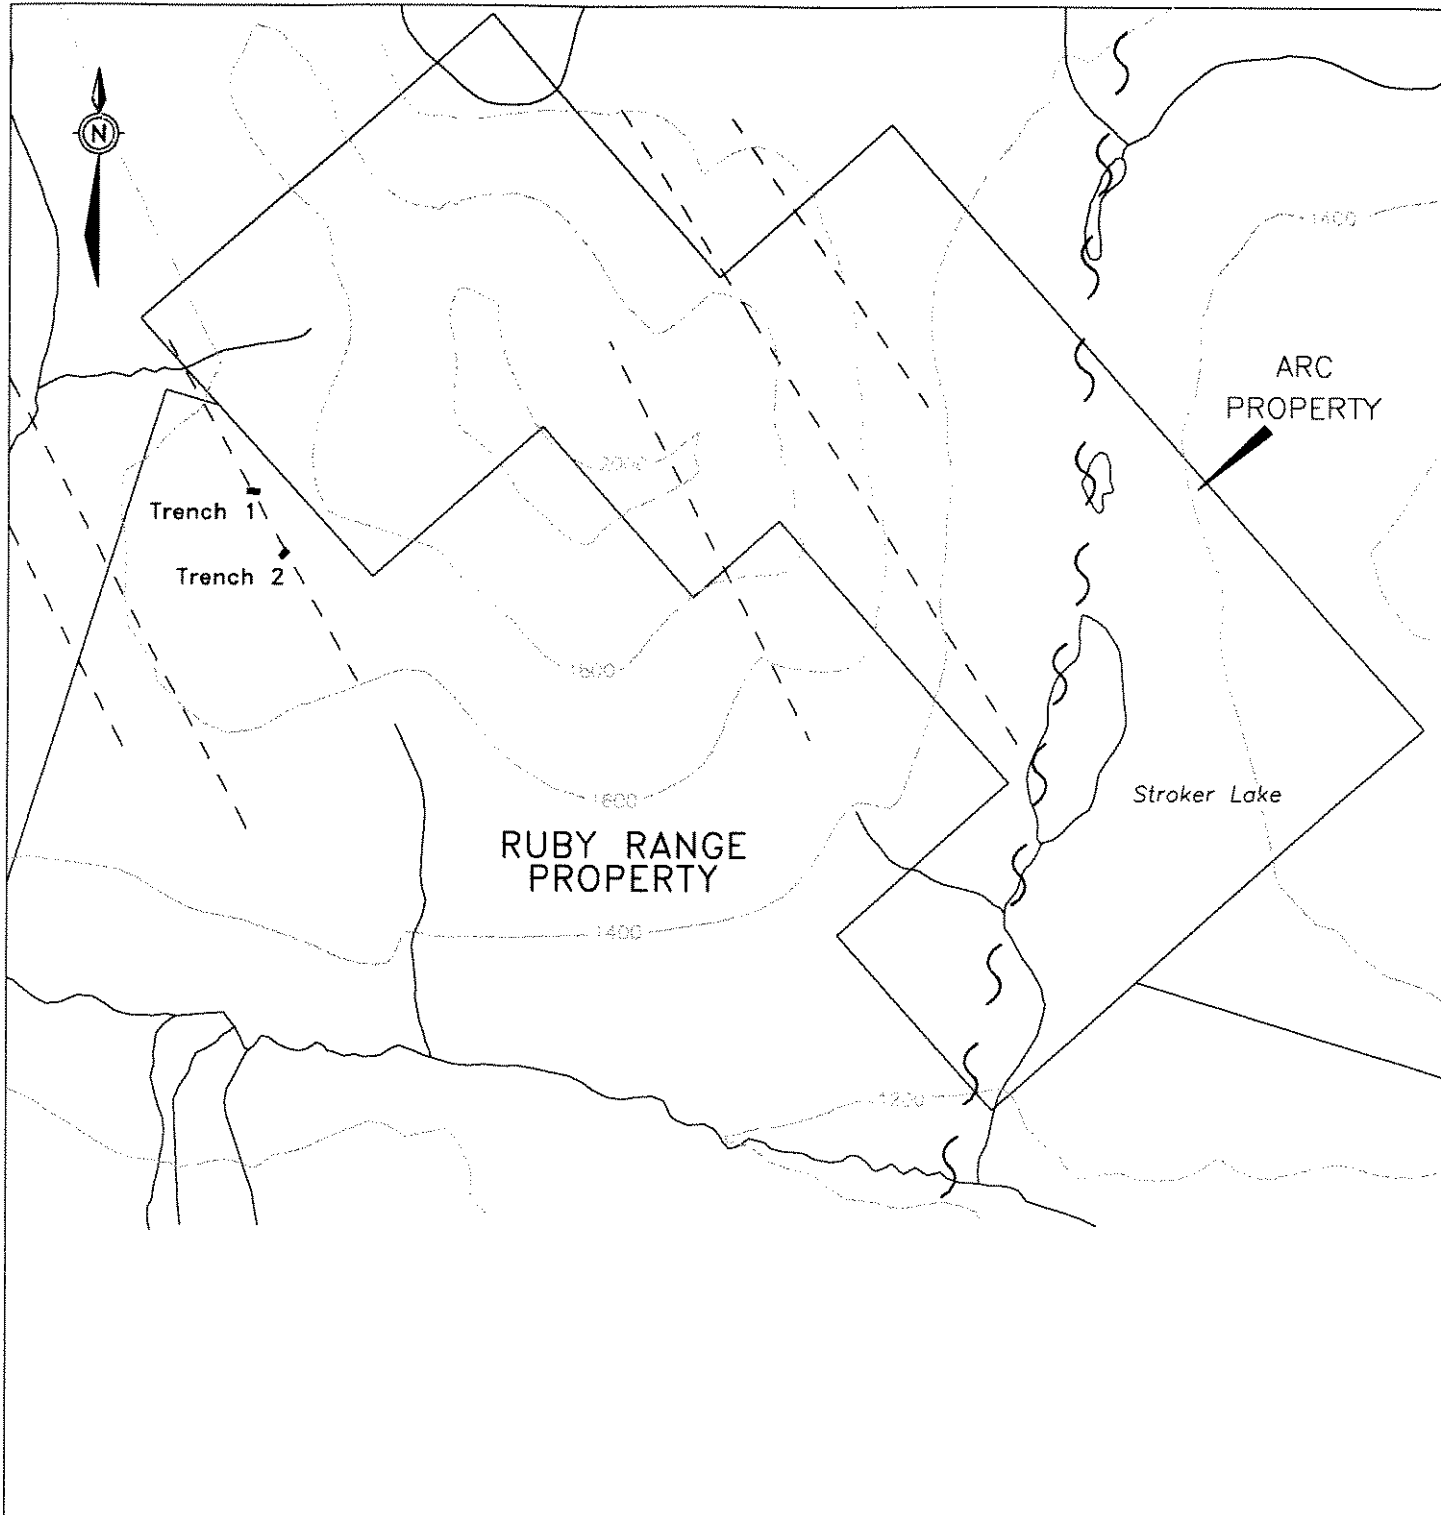 N
1400
ARC
PROPERTY
2000
Trench 1
Trench 2
1800
Stroker Lake
1600
RUBY RANGE
PROPERTY
1400
1200